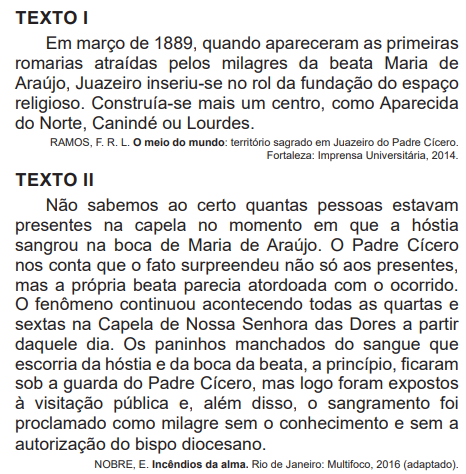 TEXTO I
Em março de 1889, quando apareceram as primeiras
romarias atraídas pelos milagres da beata Maria de
Araújo, Juazeiro inseriu-se no rol da fundação do espaço
religioso. Construía-se mais um centro, como Aparecida
do Norte, Canindé ou Lourdes.
RAMOS, F. R. L. O meio do mundo: território sagrado em Juazeiro do Padre Cícero.
Fortaleza: Imprensa Universitária, 2014.
TEXTO II
Não sabemos ao certo quantas pessoas estavam
presentes na capela no momento em que a hóstia
sangrou na boca de Maria de Araújo. O Padre Cícero
nos conta que o fato surpreendeu não só aos presentes,
mas a própria beata parecia atordoada com o ocorrido.
O fenômeno continuou acontecendo todas as quartas e
sextas na Capela de Nossa Senhora das Dores a partir
daquele dia. Os paninhos manchados do sangue que
escorria da hóstia e da boca da beata, a princípio, ficaram
sob a guarda do Padre Cícero, mas logo foram expostos
à visitação pública e, além disso, o sangramento foi
proclamado como milagre sem o conhecimento e sem a
autorização do bispo diocesano.
NOBRE, E. Incêndios da alma. Rio de Janeiro: Multifoco, 2016 (adaptado).